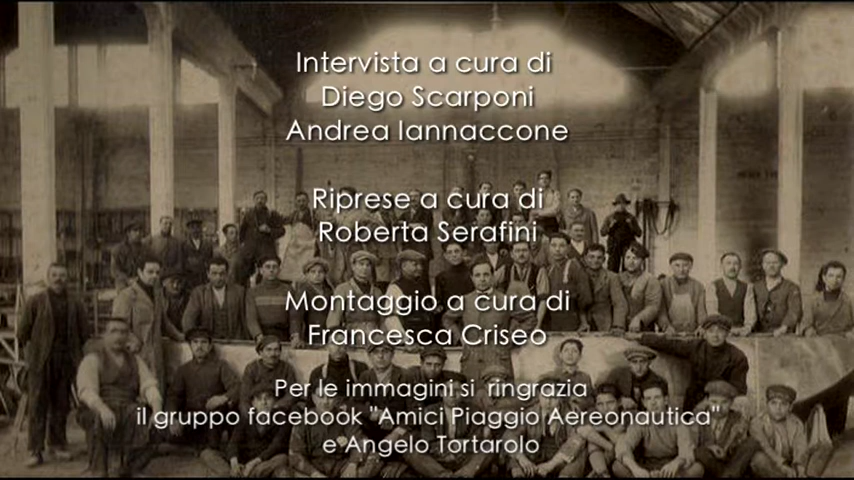 Intervista a cura di
Diego Scarponi
Andrea Iannaccone
Riprese a cura di
Roberta Serafini
Montaggio a cura di
Francesca Criseo
Per le immagini si ringrazia
il gruppo facebook "Amici Piaggio Aereonautica"
e Angelo Tortarolo